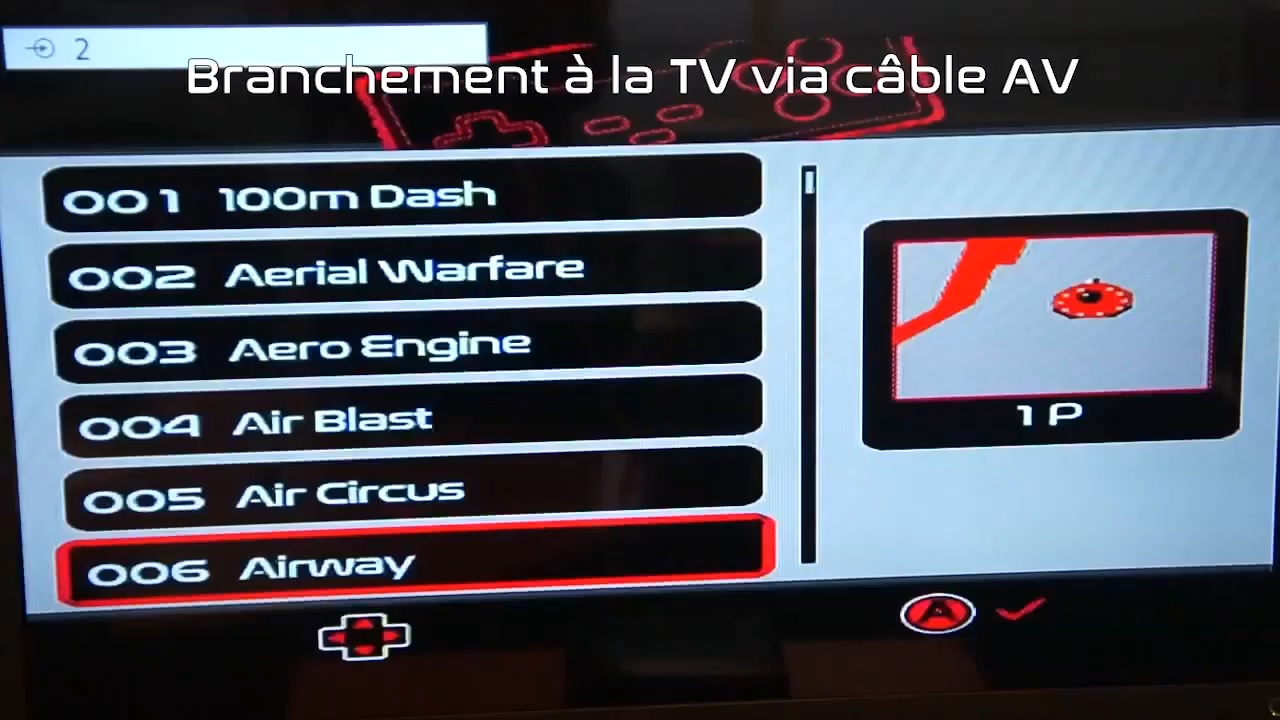 2
Branchement à la TV via câble AV
001 100m Dash
002 Aerial Warfare
003 Aero Engine
004 Air Blast
005 Air Circus
006 Airway
1 P
A